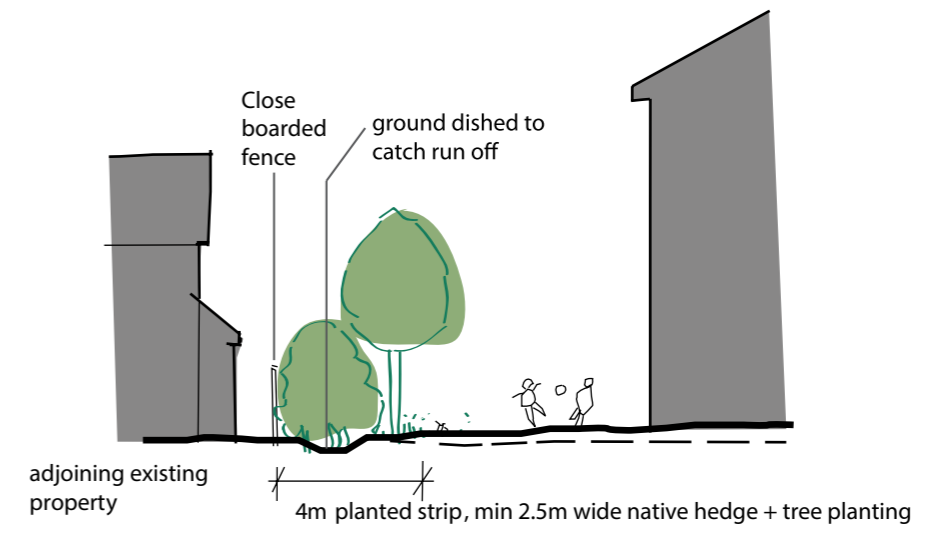 Close
boarded
fence
ground dished to
catch run off
adjoining existing
property
4m planted strip, min 2.5m wide native hedge + tree planting